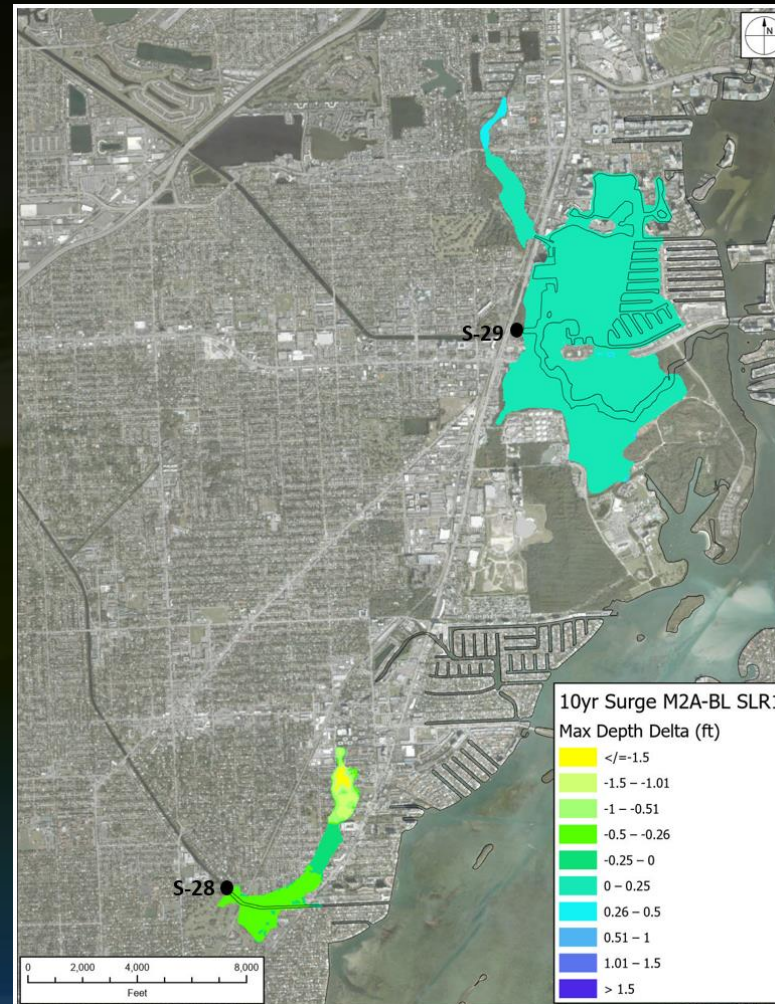 N
S-29
S-28
10yr Surge M2A-BL SLR1
Max Depth Delta (ft)
</=-1.5
-1.5 – -1.01
-1 – -0.51
-0.5 – -0.26
-0.25 – 0
0 – 0.25
0.26 – 0.5
0.51 – 1
1.01 – 1.5
> 1.5
0 2,000 4,000 8,000
Feet